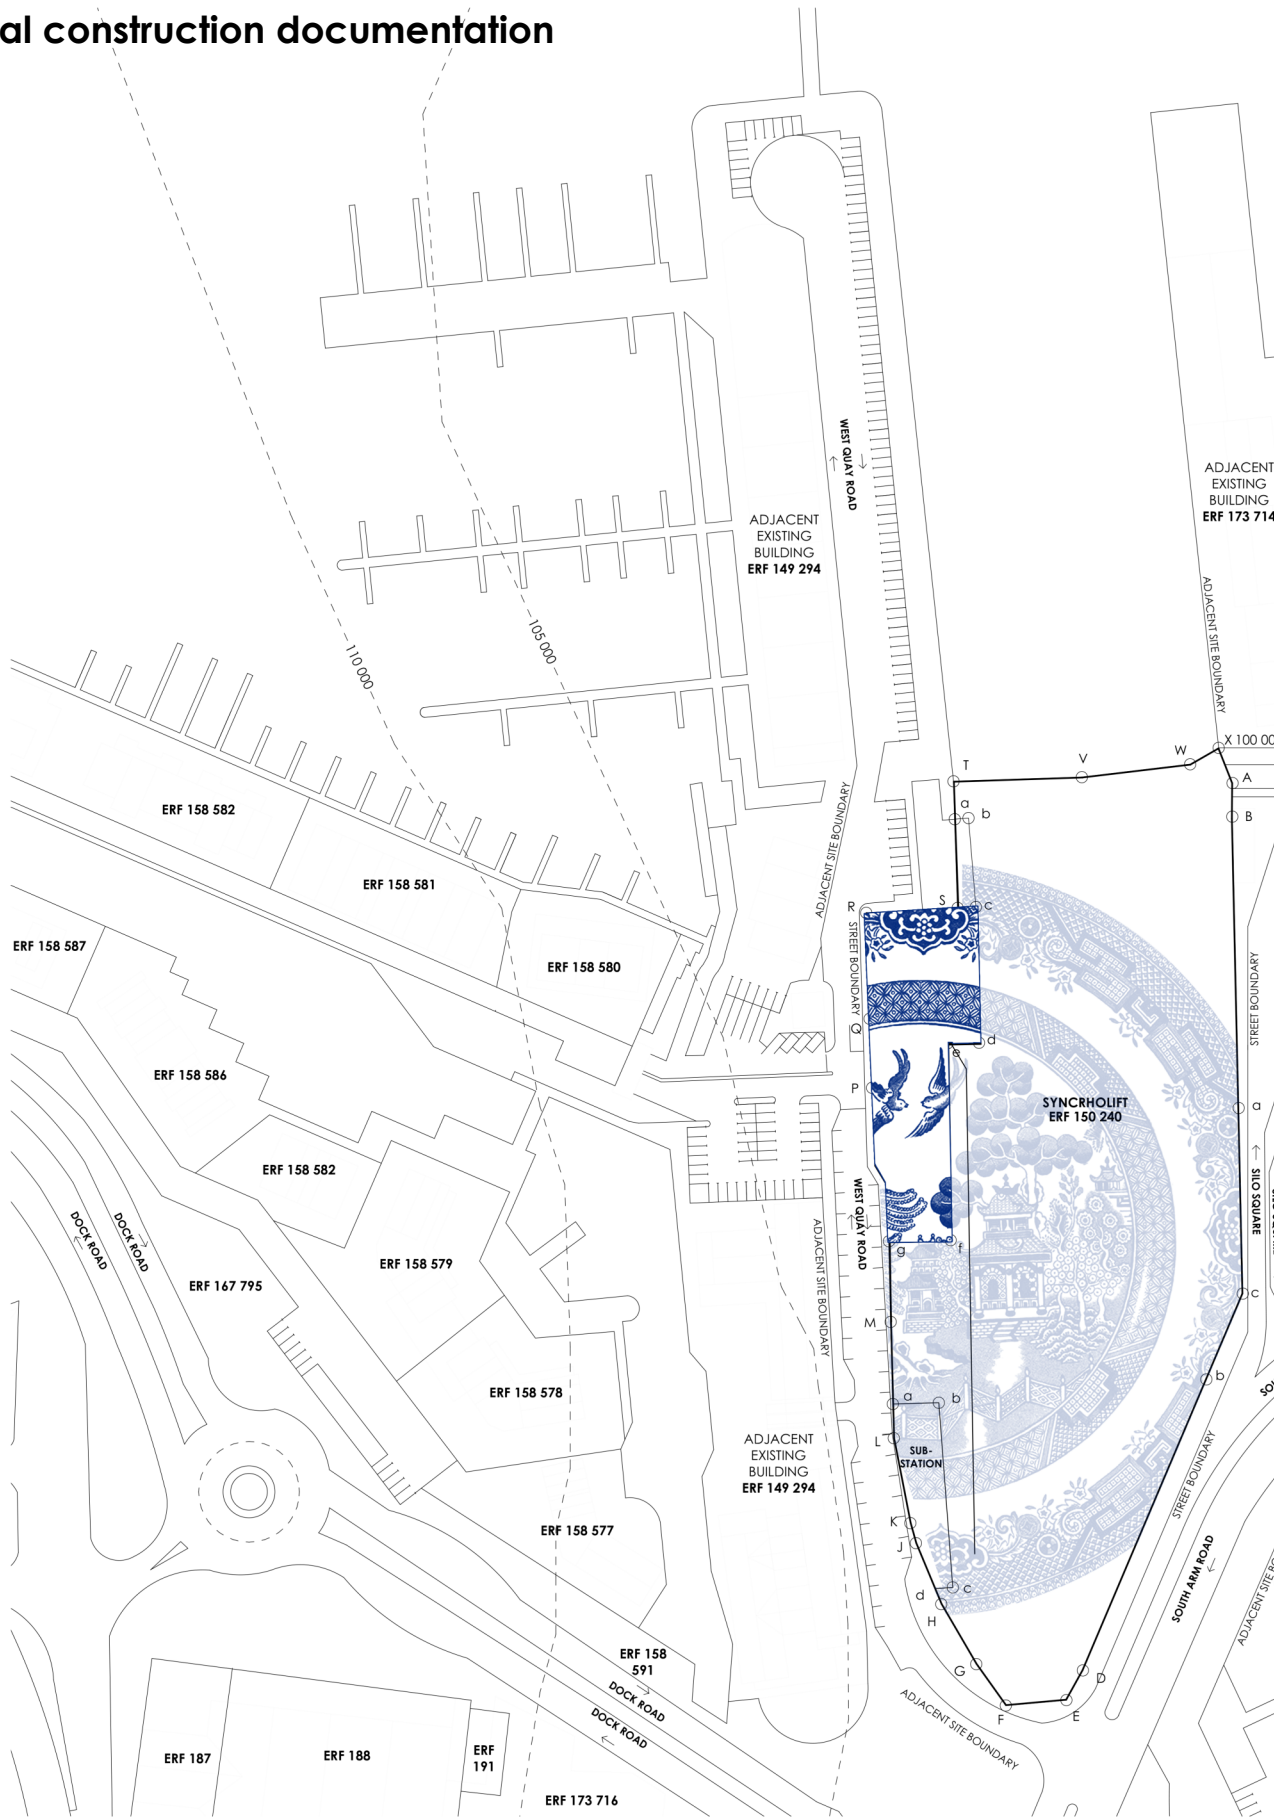 al construction documentation
WEST QUAY ROAD
ADJACENT
EXISTING
BUILDING
ERF 173 714
ADJACENT
EXISTING
BUILDING
ERF 149 294
ADJACENT SITE BOUNDARY
105 000
110 000
X 100 00
T
V
W
A
B
a
b
ERF 158 582
ADJACENT SITE BOUNDARY
ERF 158 581
R
S
c
STREET BOUNDARY
ERF 158 587
ERF 158 580
STREET BOUNDARY
Q
d
e
ERF 158 586
P
SYNCRHOLIFT
ERF 150 240
a
ERF 158 582
SILO SQUARE
WEST QUAY ROAD
DOCK ROAD
DOCK ROAD
ADJACENT SITE BOUNDARY
g
f
ERF 158 579
ERF 167 795
C
M
b
ERF 158 578
a
b
L
SUB-
STATION
ADJACENT
EXISTING
BUILDING
ERF 149 294
STREET BOUNDARY
K
J
ERF 158 577
SOUTH ARM ROAD
d
c
H
ERF 158
591
G
D
DOCK ROAD
DOCK ROAD
F
E
ADJACENT SITE BOUNDARY
ERF 187
ERF 188
ERF
191
ERF 173 716